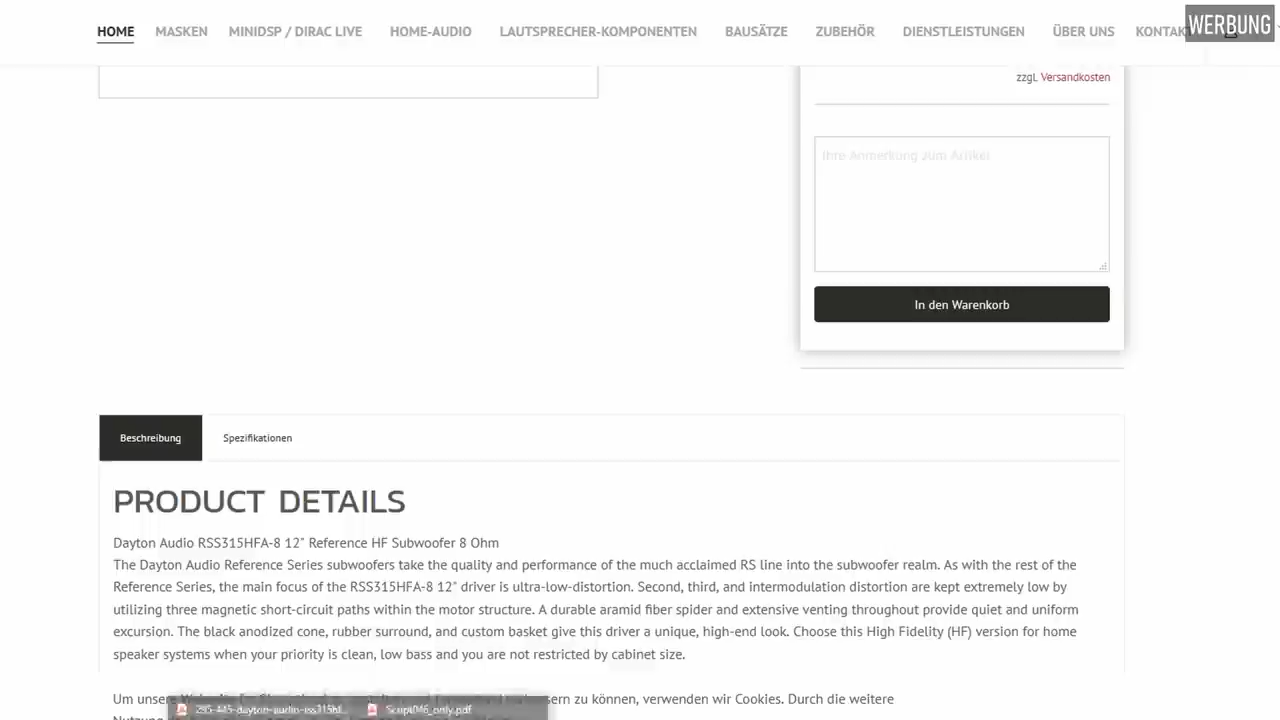 HOME MASKEN MINIDSP / DIRAC LIVE HOME-AUDIO LAUTSPRECHER-KOMPONENTEN BAUSÄTZE ZUBEHÖR DIENSTLEISTUNGEN ÜBER UNS KONTAK
WERBUNG
zzgl. Versandkosten
Ihre Anmerkung zum Artikel
In den Warenkorb
Beschreibung Spezifikationen
PRODUCT DETAILS
Dayton Audio RSS315HFA-8 12" Reference HF Subwoofer 8 Ohm
The Dayton Audio Reference Series subwoofers take the quality and performance of the much acclaimed RS line into the subwoofer realm. As with the rest of the
Reference Series, the main focus of the RSS315HFA-8 12" driver is ultra-low-distortion. Second, third, and intermodulation distortion are kept extremely low by
utilizing three magnetic short-circuit paths within the motor structure. A durable aramid fiber spider and extensive venting throughout provide quiet and uniform
excursion. The black anodized cone, rubber surround, and custom basket give this driver a unique, high-end look. Choose this High Fidelity (HF) version for home
speaker systems when your priority is clean, low bass and you are not restricted by cabinet size.
Um unsere sern zu können, verwenden wir Cookies. Durch die weitere
295-445-dayton-audio-rss315h... Script046_only.pdf